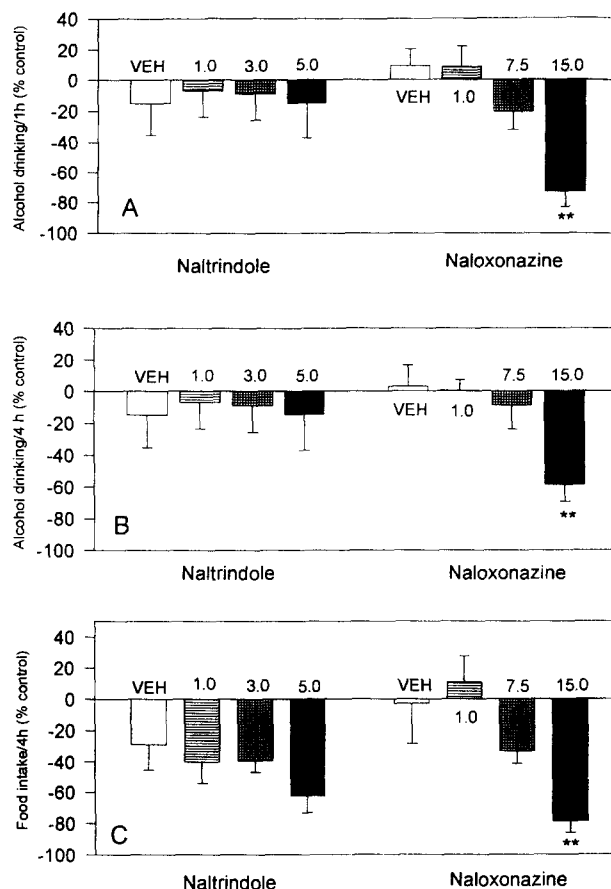 Alcohol drinking/1h (% control)
40
20
0
-20
-40
-60
-80
-100
VEH 1.0 3.0 5.0
7.5 15.0
VEH 1.0
**
A
Naltrindole Naloxonazine
Alcohol drinking/4 h (% control)
40
20
0
-20
-40
-60
-80
-100
VEH 1.0 3.0 5.0
7.5 15.0
VEH 1.0
**
B
Naltrindole Naloxonazine
Food intake/4h (% control)
40
20
0
-20
-40
-60
-80
-100
VEH 1.0 3.0 5.0
VEH 7.5 15.0
1.0
**
C
Naltrindole Naloxonazine